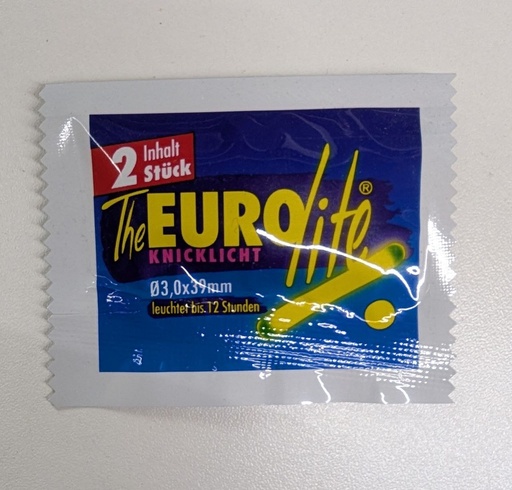 2 Inhalt Stück
The EUROlite®
KNICKLICHT
Ø3,0x39mm
leuchtet bis 12 Stunden